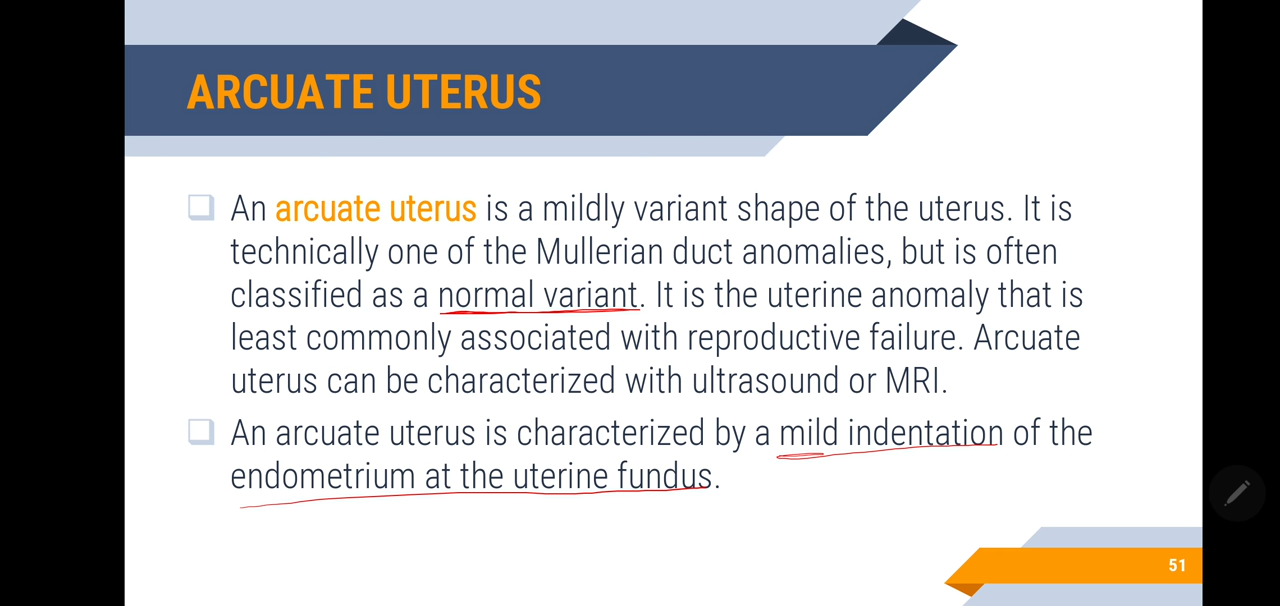 ARCUATE UTERUS
An arcuate uterus is a mildly variant shape of the uterus. It is
technically one of the Mullerian duct anomalies, but is often
classified as a normal variant. It is the uterine anomaly that is
least commonly associated with reproductive failure. Arcuate
uterus can be characterized with ultrasound or MRI.
An arcuate uterus is characterized by a mild indentation of the
endometrium at the uterine fundus.
51